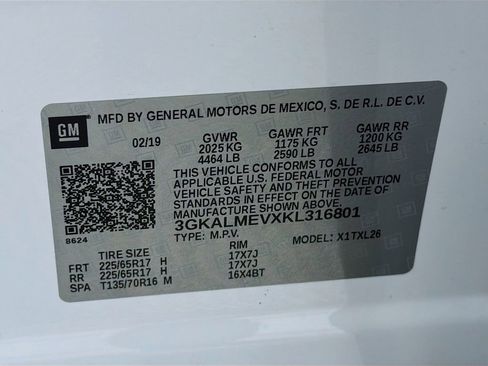 GM
MFD BY GENERAL MOTORS DE MEXICO, S. DE R.L. DE C.V.
02/19 GVWR GAWR FRT GAWR RR
2025 KG 1175 KG 1200 KG
4464 LB 2590 LB 2645 LB
THIS VEHICLE CONFORMS TO ALL
APPLICABLE U.S. FEDERAL MOTOR
VEHICLE SAFETY AND THEFT PREVENTION
STANDARDS IN EFFECT ON THE DATE OF
MANUFACTURE SHOWN ABOVE.
3GKALMEVXKL316801
8624 TYPE: M.P.V. MODEL: X1TXL26
TIRE SIZE RIM
FRT 225/65R17 H 17X7J
RR 225/65R17 H 17X7J
SPA T135/70R16 M 16X4BT